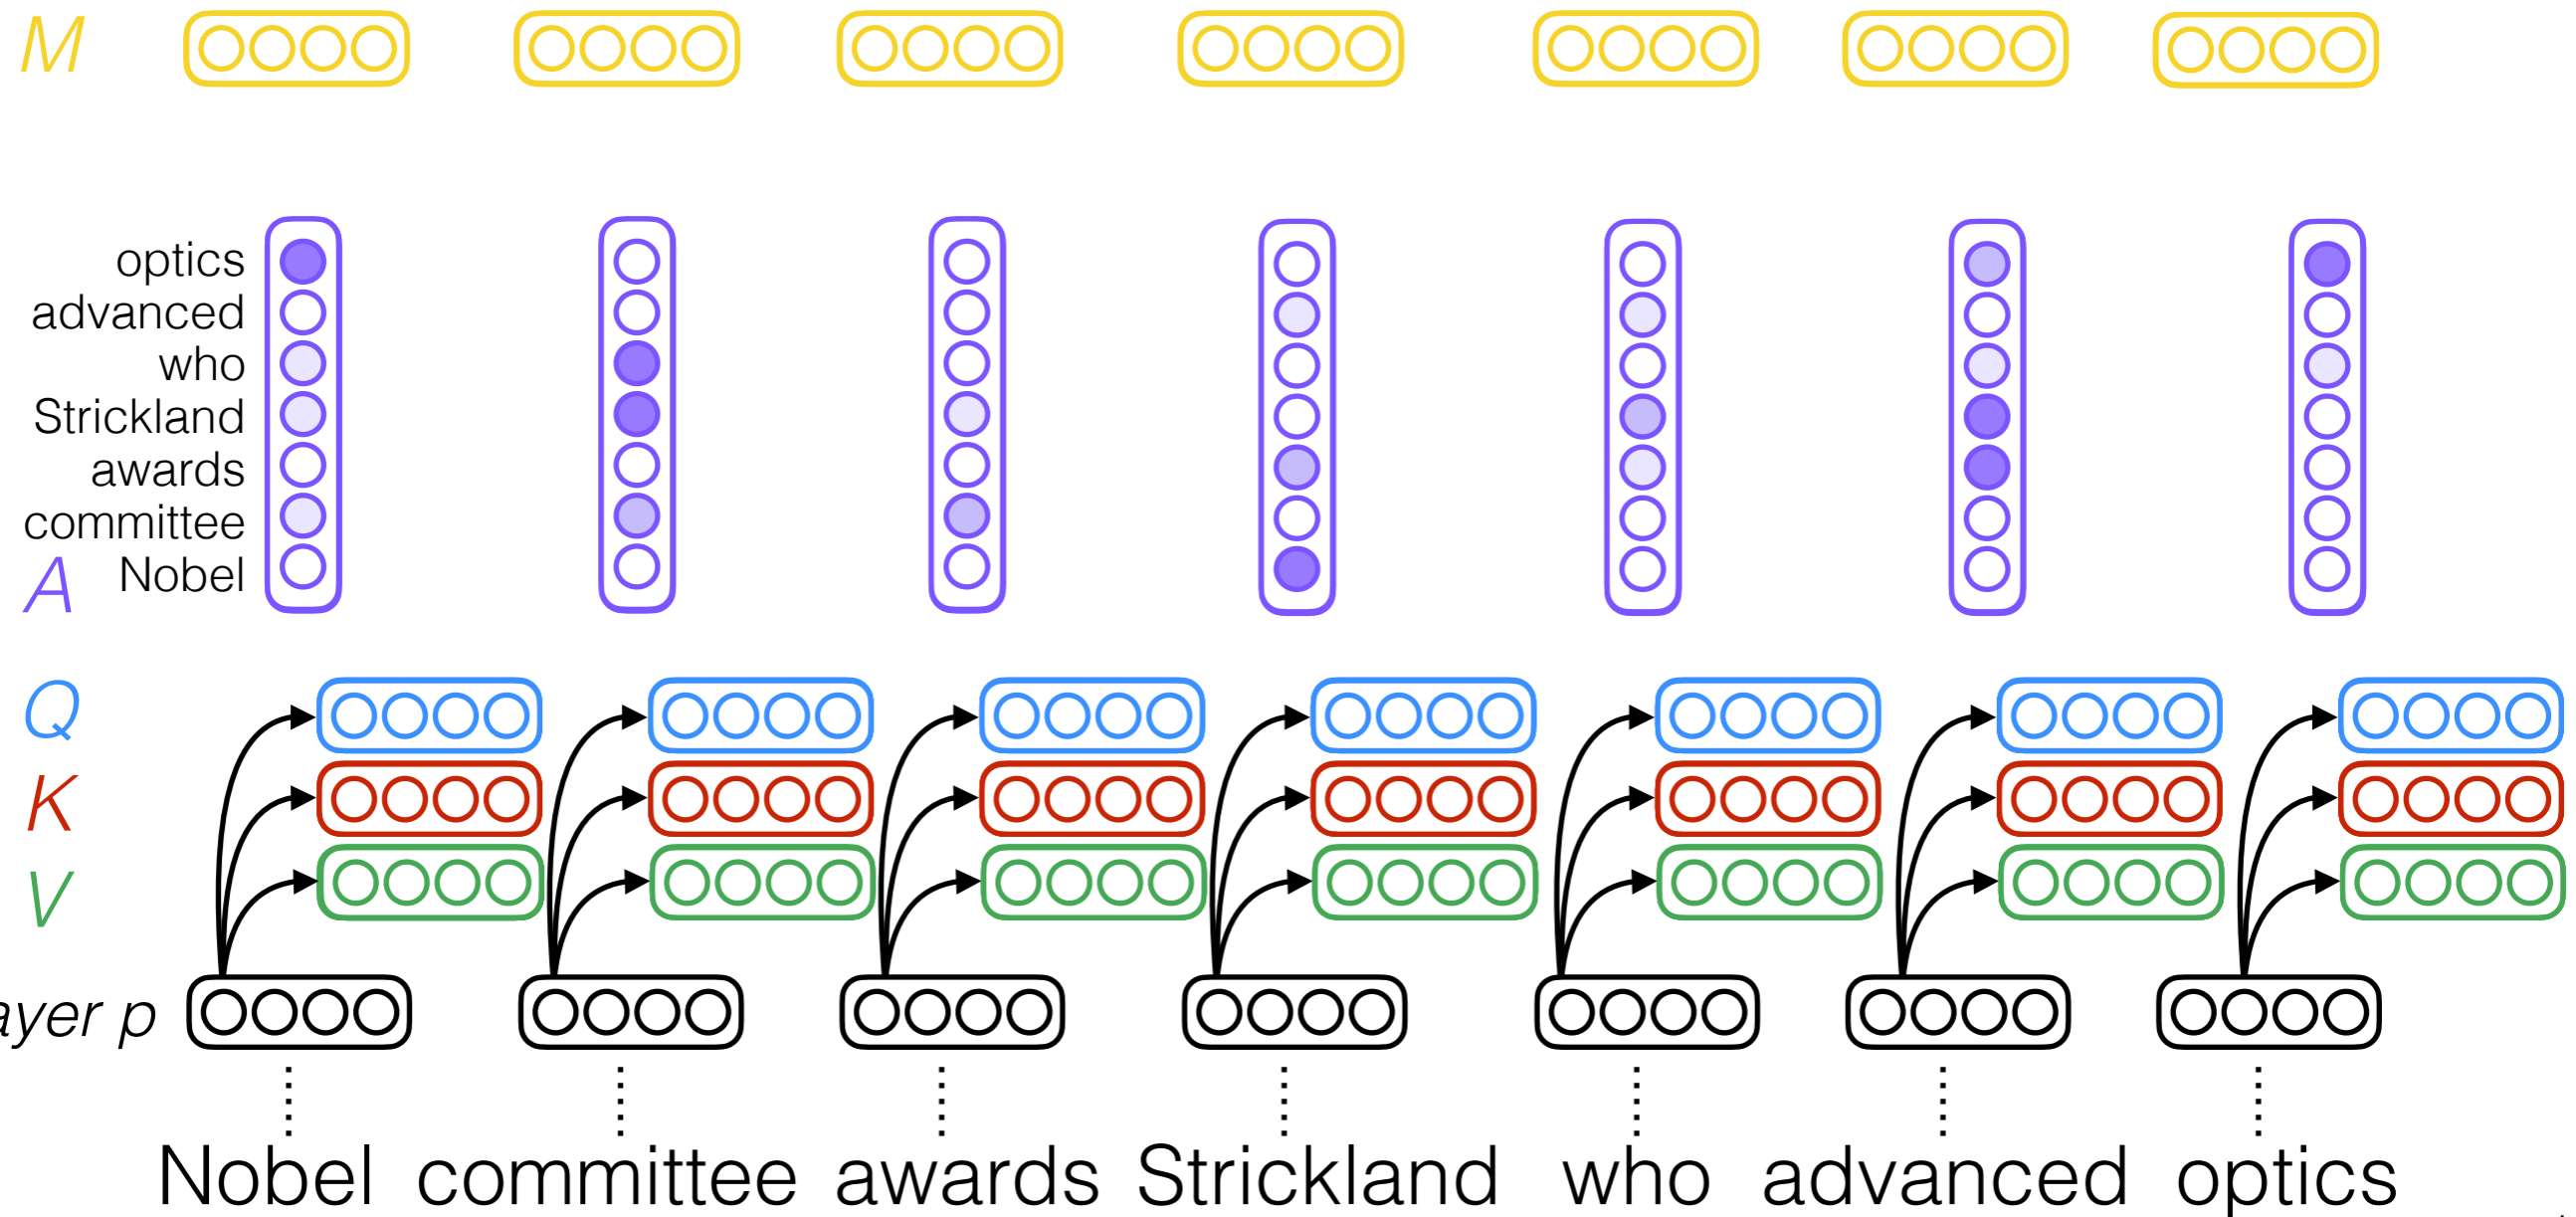 M
optics
advanced
who
Strickland
awards
committee
A Nobel
Q
K
V
ayer p
Nobel committee awards Strickland who advanced optics